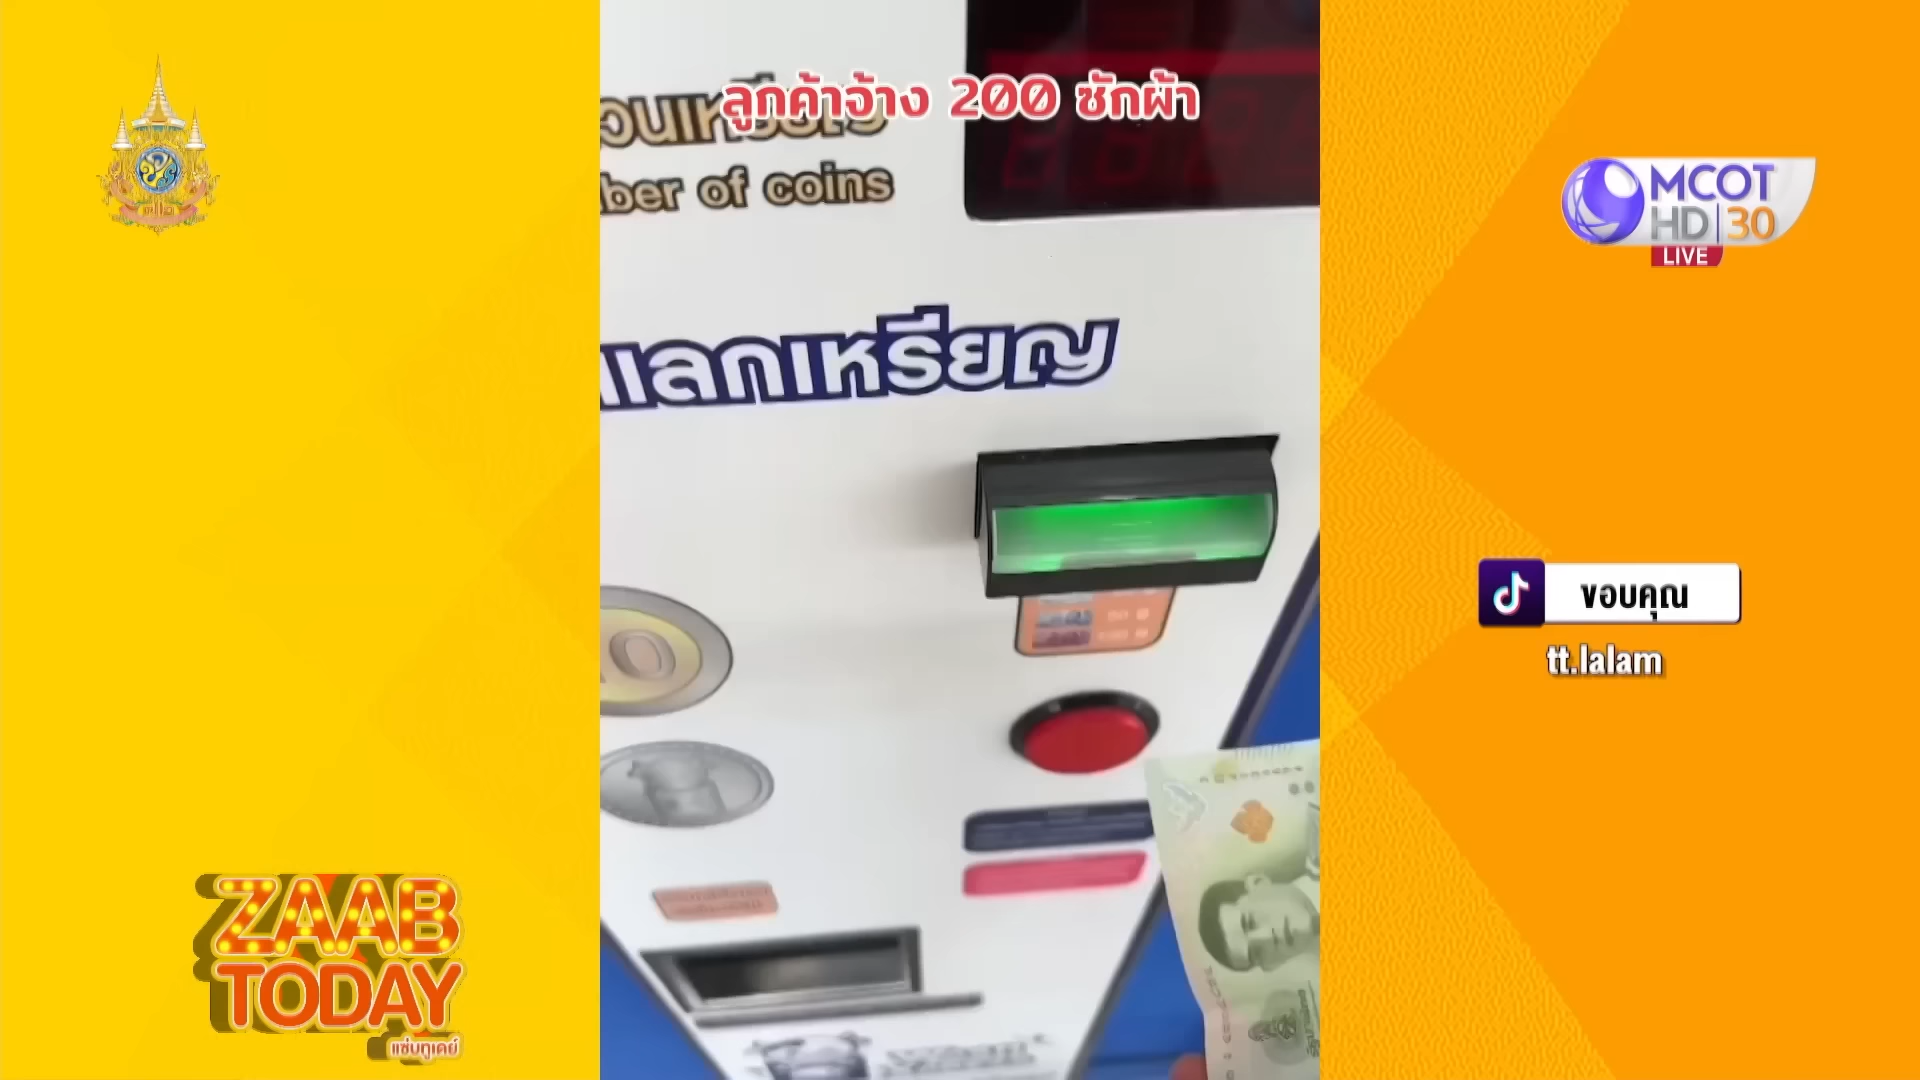 ลูกค้าจ้าง 200 ซักผ้า
ber of coins
แลกเหรียญ
MCOT
HD 30
LIVE
ขอบคุณ
tt.lalam
ZAAB
TODAY
แซ่บทูเดย์